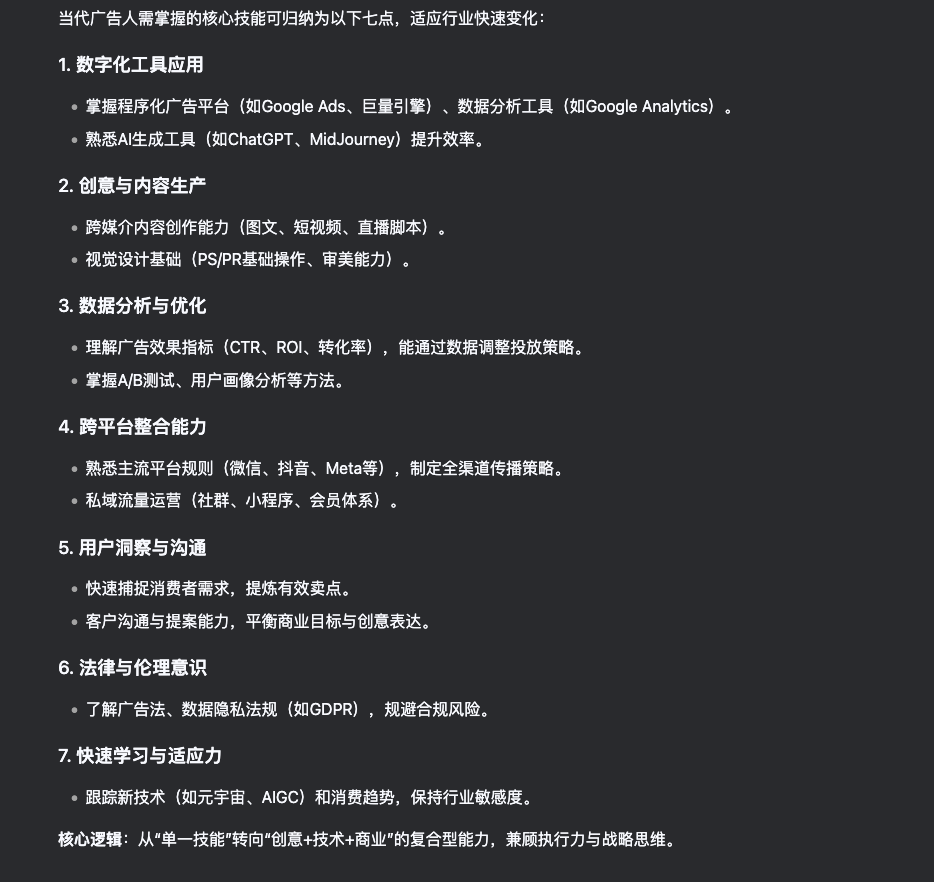 当代广告人需掌握的核心技能可归纳为以下七点，适应行业快速变化：
1. 数字化工具应用
• 掌握程序化广告平台（如Google Ads、巨量引擎）、数据分析工具（如Google Analytics）。
• 熟悉AI生成工具（如ChatGPT、MidJourney）提升效率。
2. 创意与内容生产
• 跨媒介内容创作能力（图文、短视频、直播脚本）。
• 视觉设计基础（PS/PR基础操作、审美能力）。
3. 数据分析与优化
• 理解广告效果指标（CTR、ROI、转化率），能通过数据调整投放策略。
• 掌握A/B测试、用户画像分析等方法。
4. 跨平台整合能力
• 熟悉主流平台规则（微信、抖音、Meta等），制定全渠道传播策略。
• 私域流量运营（社群、小程序、会员体系）。
5. 用户洞察与沟通
• 快速捕捉消费者需求，提炼有效卖点。
• 客户沟通与提案能力，平衡商业目标与创意表达。
6. 法律与伦理意识
• 了解广告法、数据隐私法规（如GDPR），规避合规风险。
7. 快速学习与适应力
• 跟踪新技术（如元宇宙、AIGC）和消费趋势，保持行业敏感度。
核心逻辑：从“单一技能”转向“创意+技术+商业”的复合型能力，兼顾执行力与战略思维。